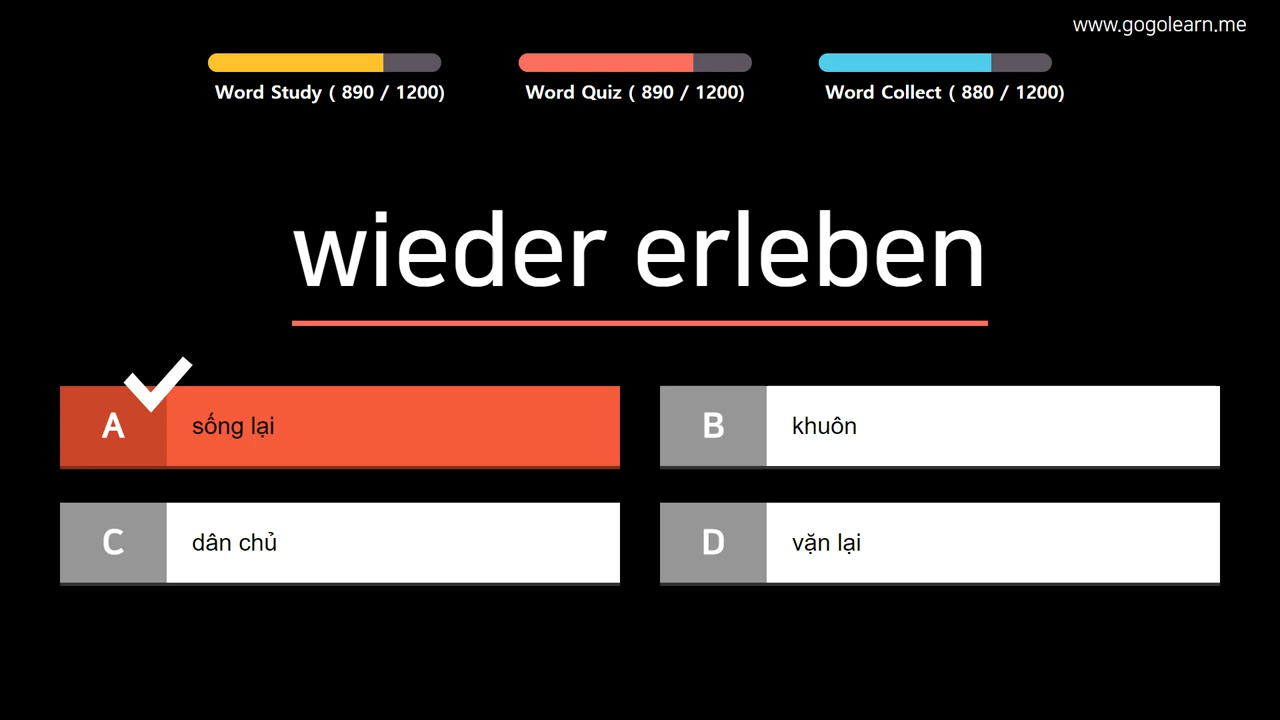 www.gogolearn.me
Word Study ( 890 / 1200)
Word Quiz ( 890 / 1200)
Word Collect ( 880 / 1200)
wieder erleben
A sống lại
B khuôn
C dân chủ
D vặn lại